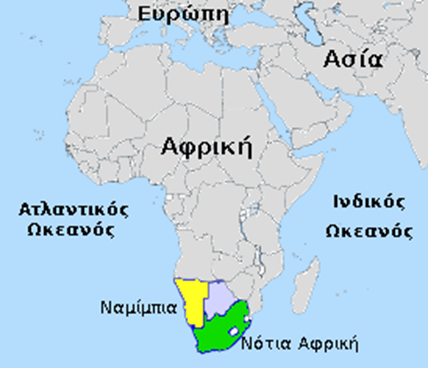 Ευρώπη
Ασία
Αφρική
Ατλαντικός
Ωκεανός
Ινδικός
Ωκεανός
Ναμίμπια
Νότια Αφρική